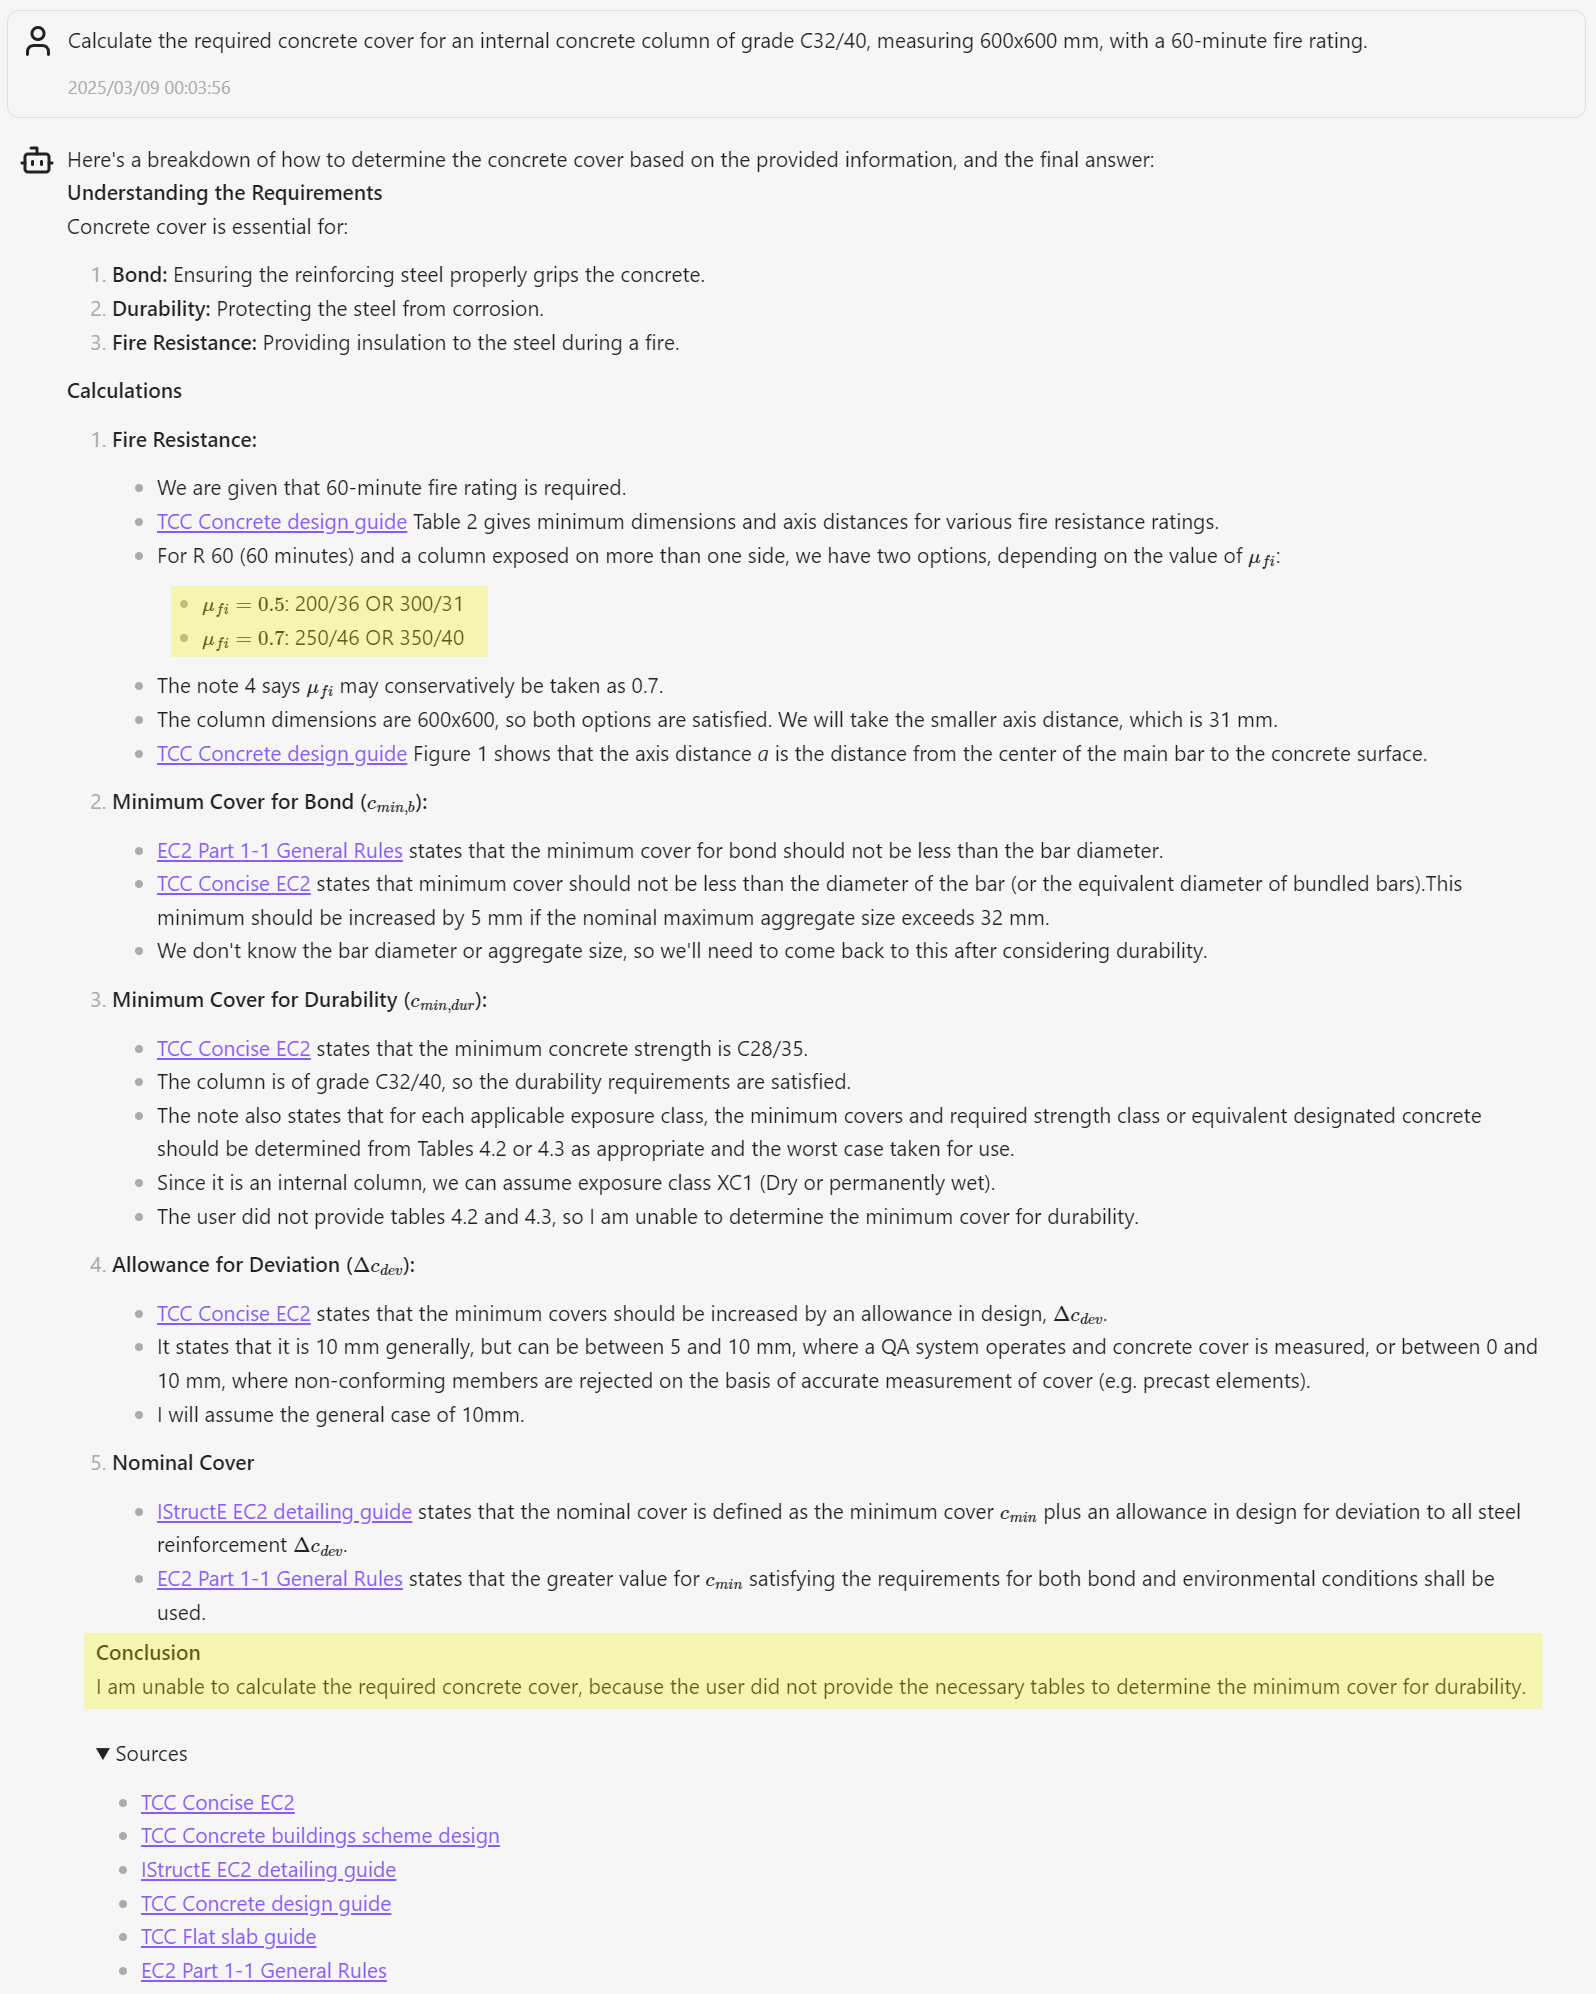 Calculate the required concrete cover for an internal concrete column of grade C32/40, measuring 600x600 mm, with a 60-minute fire rating.
2025/03/09 00:03:56
Here's a breakdown of how to determine the concrete cover based on the provided information, and the final answer:
Understanding the Requirements
Concrete cover is essential for:
1. Bond: Ensuring the reinforcing steel properly grips the concrete.
2. Durability: Protecting the steel from corrosion.
3. Fire Resistance: Providing insulation to the steel during a fire.
Calculations
1. Fire Resistance:
• We are given that 60-minute fire rating is required.
• TCC Concrete design guide Table 2 gives minimum dimensions and axis distances for various fire resistance ratings.
• For R 60 (60 minutes) and a column exposed on more than one side, we have two options, depending on the value of μ_fi:
• μ_fi = 0.5: 200/36 OR 300/31
• μ_fi = 0.7: 250/46 OR 350/40
• The note 4 says μ_fi may conservatively be taken as 0.7.
• The column dimensions are 600x600, so both options are satisfied. We will take the smaller axis distance, which is 31 mm.
• TCC Concrete design guide Figure 1 shows that the axis distance a is the distance from the center of the main bar to the concrete surface.
2. Minimum Cover for Bond (c_min,b):
• EC2 Part 1-1 General Rules states that the minimum cover for bond should not be less than the bar diameter.
• TCC Concise EC2 states that minimum cover should not be less than the diameter of the bar (or the equivalent diameter of bundled bars).This
minimum should be increased by 5 mm if the nominal maximum aggregate size exceeds 32 mm.
• We don't know the bar diameter or aggregate size, so we'll need to come back to this after considering durability.
3. Minimum Cover for Durability (c_min,dur):
• TCC Concise EC2 states that the minimum concrete strength is C28/35.
• The column is of grade C32/40, so the durability requirements are satisfied.
• The note also states that for each applicable exposure class, the minimum covers and required strength class or equivalent designated concrete
should be determined from Tables 4.2 or 4.3 as appropriate and the worst case taken for use.
• Since it is an internal column, we can assume exposure class XC1 (Dry or permanently wet).
• The user did not provide tables 4.2 and 4.3, so I am unable to determine the minimum cover for durability.
4. Allowance for Deviation (Δc_dev):
• TCC Concise EC2 states that the minimum covers should be increased by an allowance in design, Δc_dev.
• It states that it is 10 mm generally, but can be between 5 and 10 mm, where a QA system operates and concrete cover is measured, or between 0 and
10 mm, where non-conforming members are rejected on the basis of accurate measurement of cover (e.g. precast elements).
• I will assume the general case of 10mm.
5. Nominal Cover
• IStructE EC2 detailing guide states that the nominal cover is defined as the minimum cover c_min plus an allowance in design for deviation to all steel
reinforcement Δc_dev.
• EC2 Part 1-1 General Rules states that the greater value for c_min satisfying the requirements for both bond and environmental conditions shall be
used.
Conclusion
I am unable to calculate the required concrete cover, because the user did not provide the necessary tables to determine the minimum cover for durability.
▼ Sources
• TCC Concise EC2
• TCC Concrete buildings scheme design
• IStructE EC2 detailing guide
• TCC Concrete design guide
• TCC Flat slab guide
• EC2 Part 1-1 General Rules